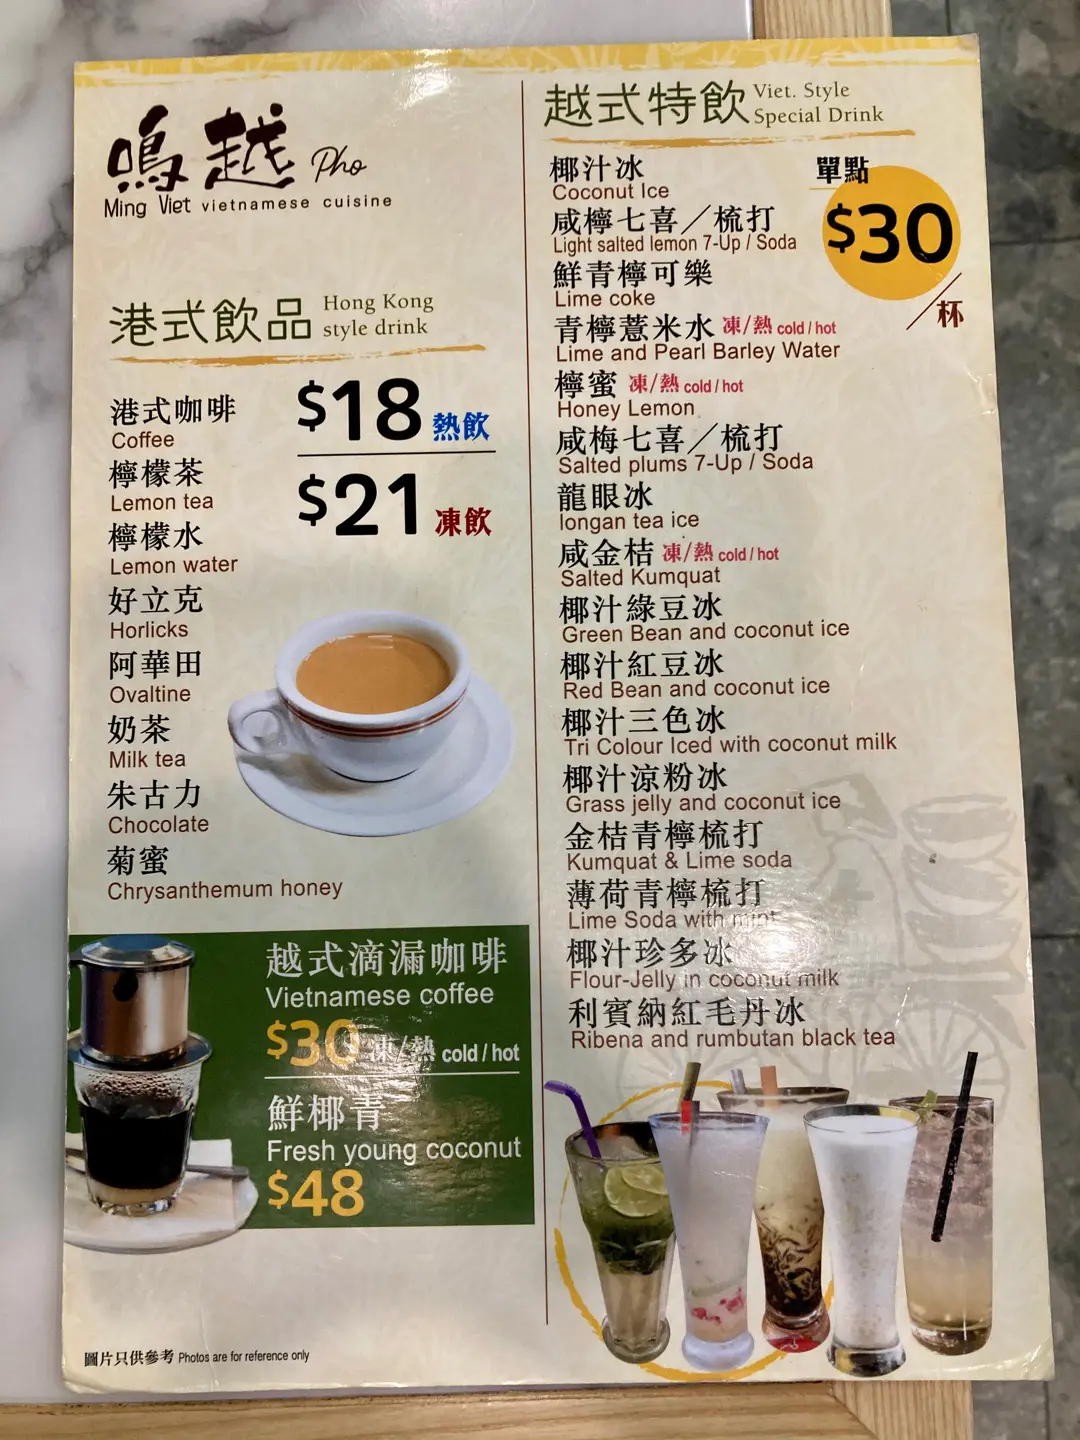 鳴越 Pho
Ming Viet vietnamese cuisine
港式飲品 Hong Kong
style drink
$18 熱飲
$21 凍飲
港式咖啡
Coffee
檸檬茶
Lemon tea
檸檬水
Lemon water
好立克
Horlicks
阿華田
Ovaltine
奶茶
Milk tea
朱古力
Chocolate
菊蜜
Chrysanthemum honey
越式滴漏咖啡
Vietnamese coffee
$30 凍/熱 cold / hot
鮮椰青
Fresh young coconut
$48
圖片只供參考 Photos are for reference only
越式特飲 Viet. Style
Special Drink
單點
$30
/杯
椰汁冰
Coconut Ice
咸檸七喜／梳打
Light salted lemon 7-Up / Soda
鮮青檸可樂
Lime coke
青檸薏米水 凍/熱 cold / hot
Lime and Pearl Barley Water
檸蜜 凍/熱 cold / hot
Honey Lemon
咸梅七喜／梳打
Salted plums 7-Up / Soda
龍眼冰
longan tea ice
咸金桔 凍/熱 cold / hot
Salted Kumquat
椰汁綠豆冰
Green Bean and coconut ice
椰汁紅豆冰
Red Bean and coconut ice
椰汁三色冰
Tri Colour Iced with coconut milk
椰汁涼粉冰
Grass jelly and coconut ice
金桔青檸梳打
Kumquat & Lime soda
薄荷青檸梳打
Lime Soda with mint
椰汁珍多冰
Flour-Jelly in coconut milk
利賓納紅毛丹冰
Ribena and rumbutan black tea